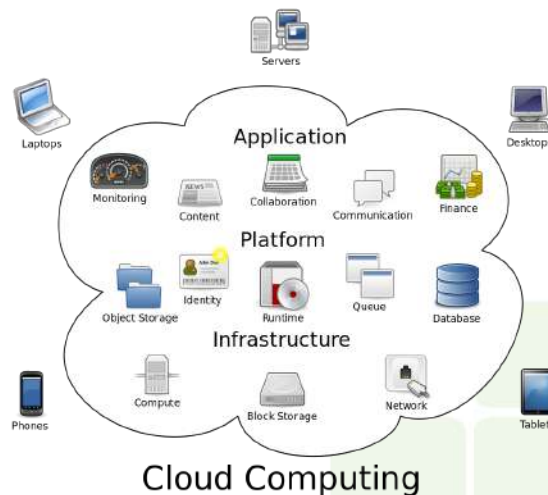 Servers
Laptops
Desktop
Application
Monitoring
NEWS
Content
Collaboration
Communication
Finance
Platform
Object Storage
Identity
Runtime
Queue
Database
Infrastructure
Phones
Compute
Block Storage
Network
Tablet
Cloud Computing